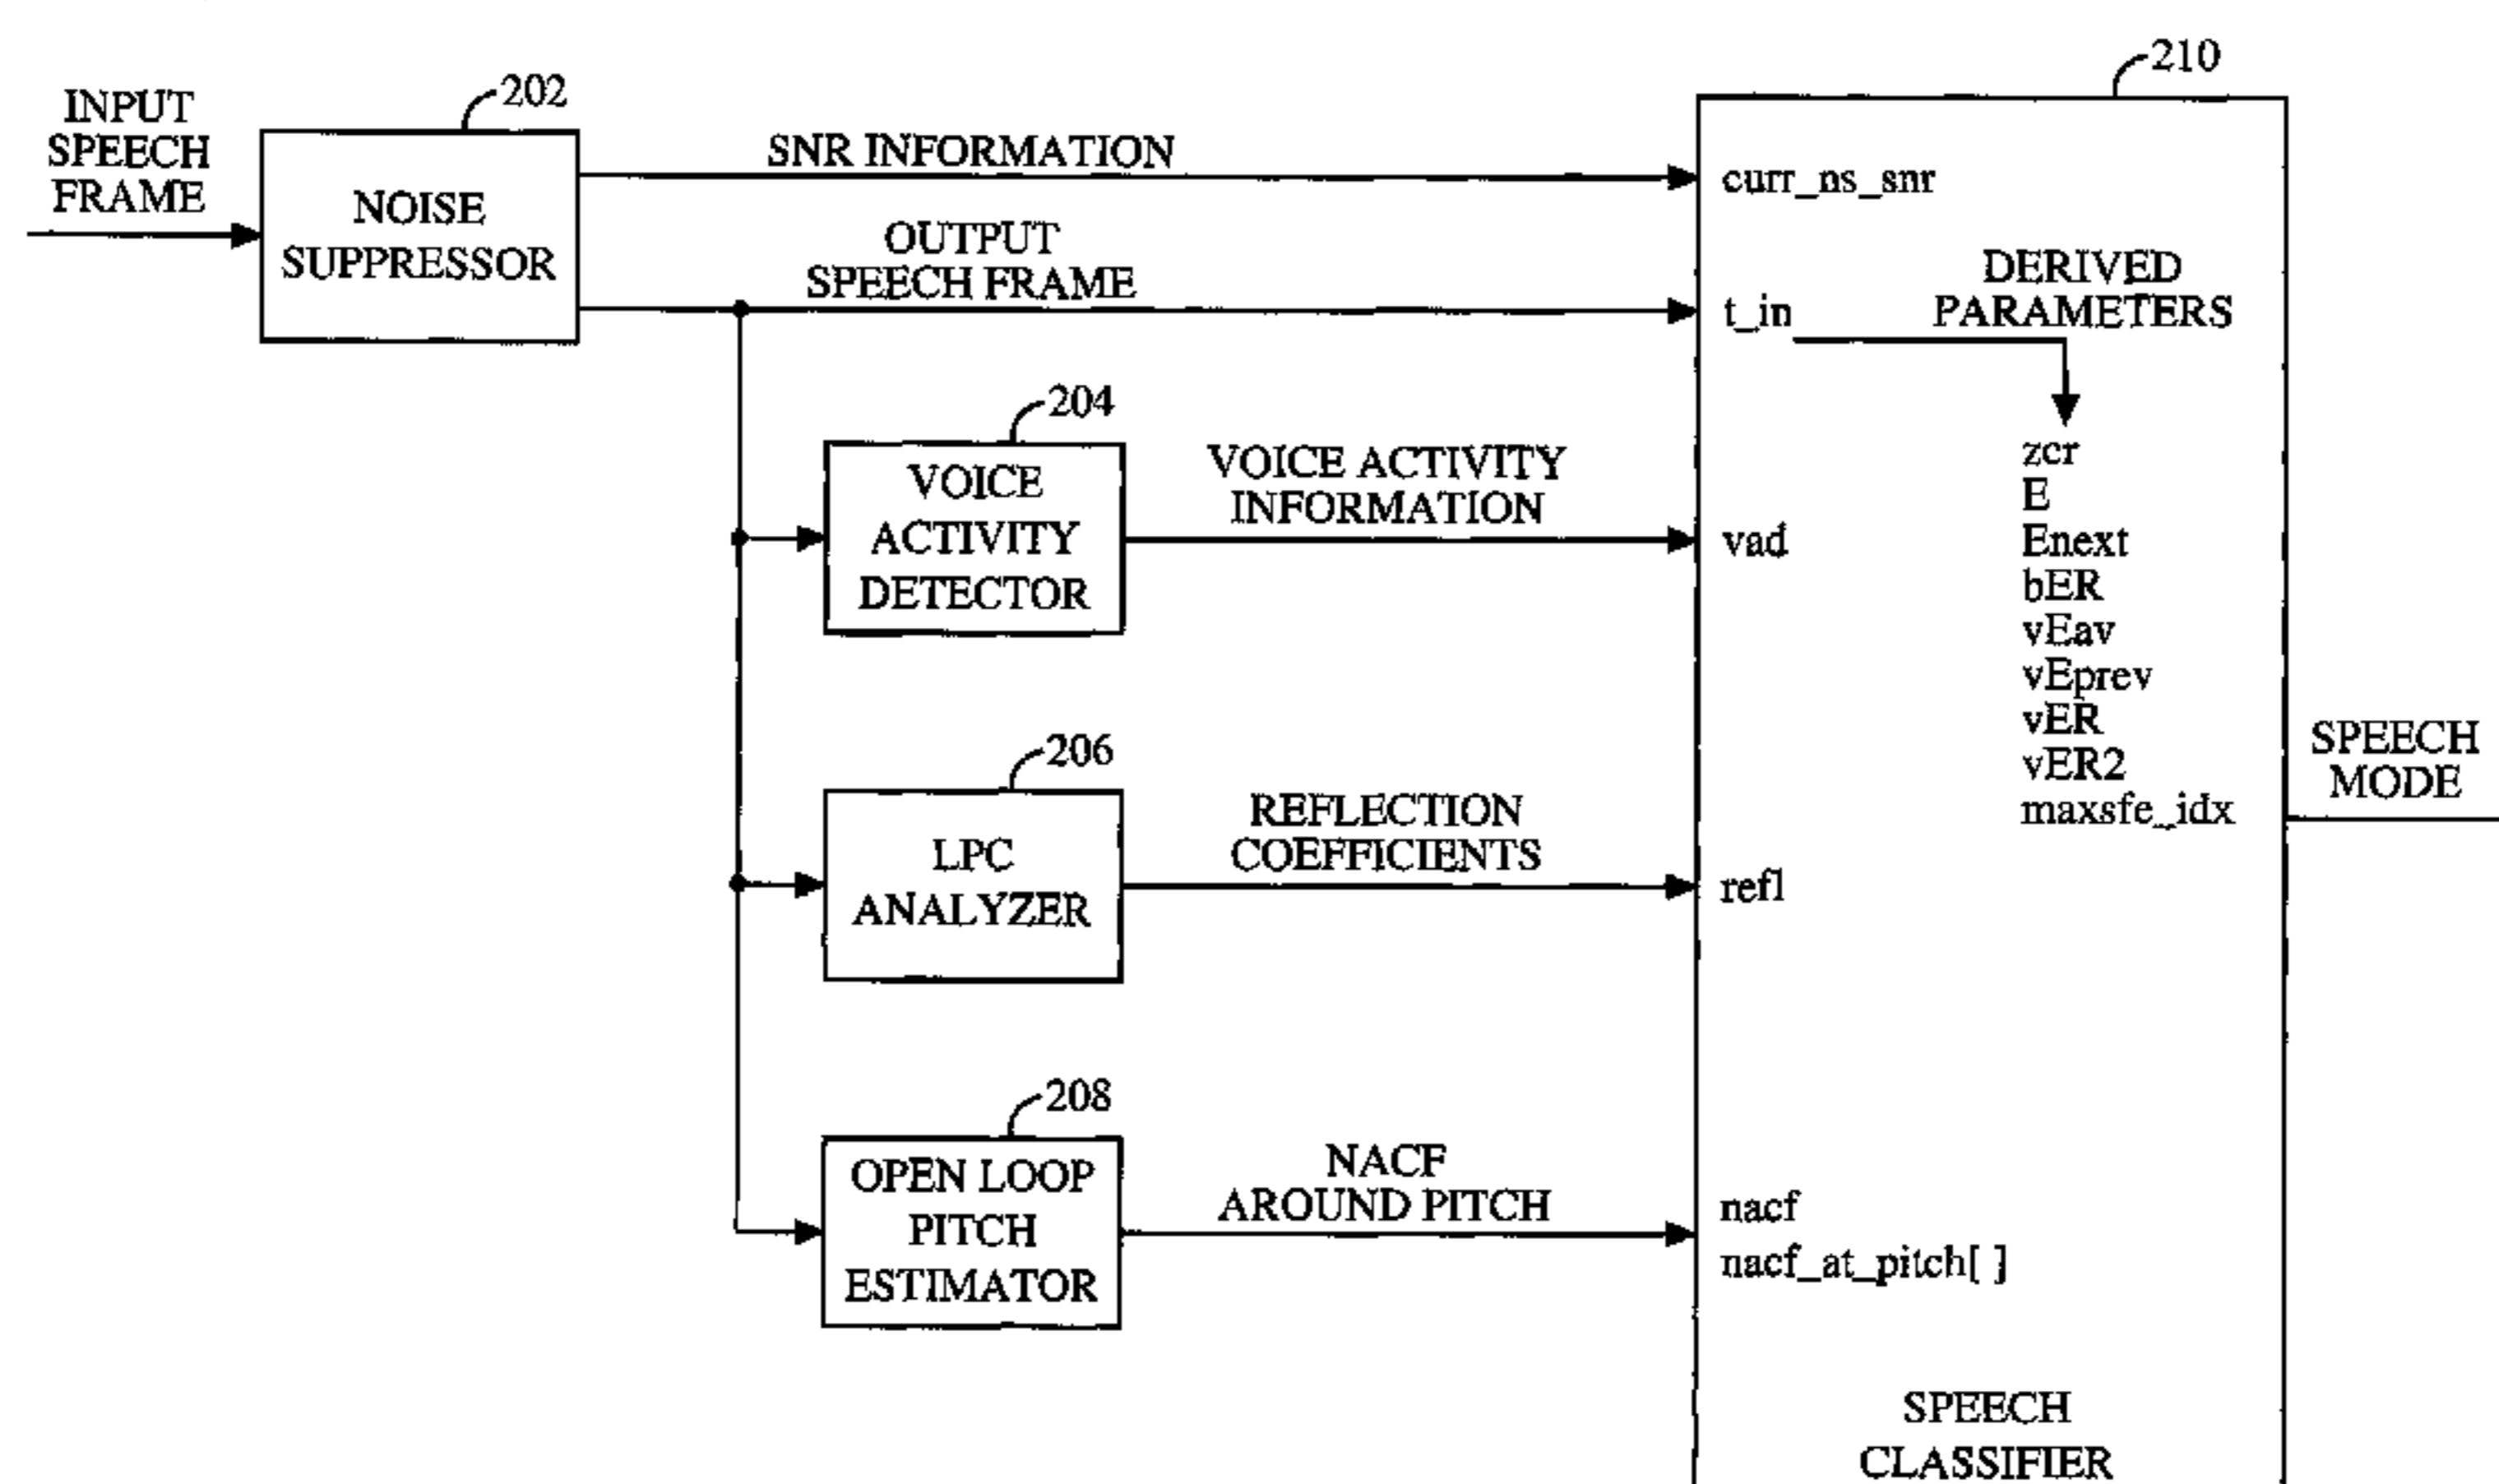 210
202
INPUT
SPEECH
FRAME
SNR INFORMATION
NOISE
SUPPRESSOR
curr_ns_snr
OUTPUT
SPEECH FRAME
DERIVED
PARAMETERS
t_in
204
VOICE
ACTIVITY
DETECTOR
VOICE ACTIVITY
INFORMATION
vad
zcr
E
Enext
bER
vEav
vEprev
vER
vER2
maxsfe_idx
SPEECH
MODE
206
LPC
ANALYZER
REFLECTION
COEFFICIENTS
refl
208
OPEN LOOP
PITCH
ESTIMATOR
NACF
AROUND PITCH
nacf
nacf_at_pitch[ ]
SPEECH
CLASSIFIER